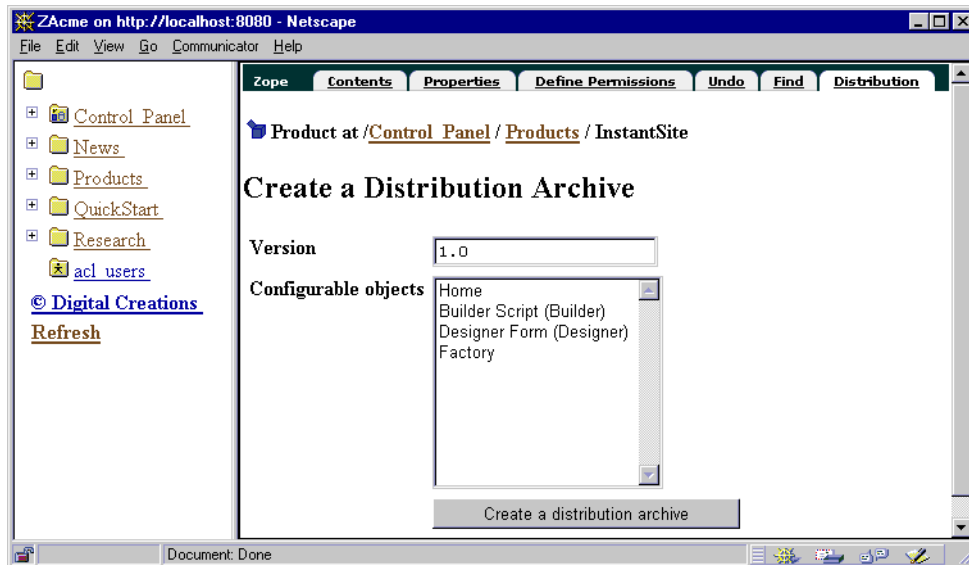 ZAcme on http://localhost:8080 - Netscape
File Edit View Go Communicator Help
Control_Panel
News
Products
QuickStart
Research
acl_users
© Digital Creations
Refresh
Zope Contents Properties Define Permissions Undo Find Distribution
Product at /Control_Panel / Products / InstantSite
Create a Distribution Archive
Version 1.0
Configurable objects
Home
Builder Script (Builder)
Designer Form (Designer)
Factory
Create a distribution archive
Document: Done